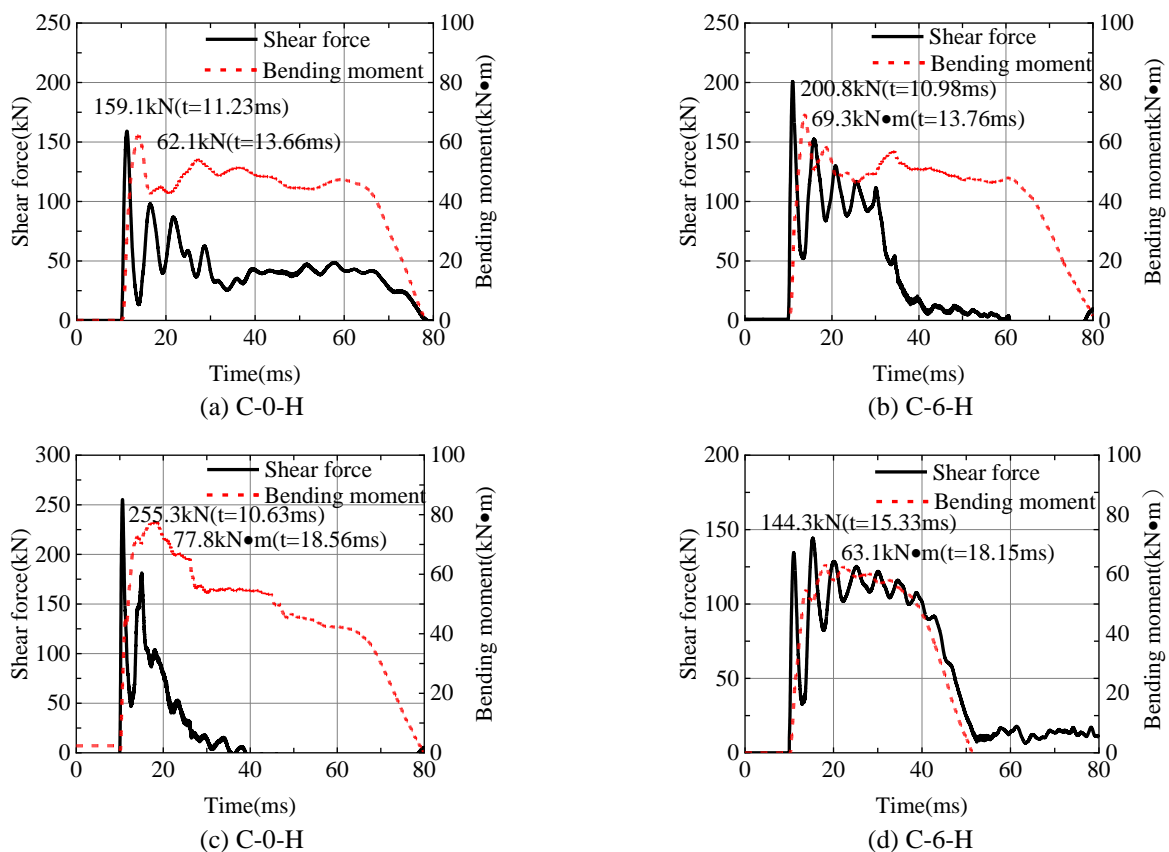 250
200
150
100
50
0
Shear force(kN)
100
80
60
40
20
0
Bending moment(kN●m)
Shear force
Bending moment
159.1kN(t=11.23ms)
62.1kN(t=13.66ms)
0 20 40 60 80
Time(ms)
(a) C-0-H
250
200
150
100
50
0
Shear force(kN)
100
80
60
40
20
0
Bending momentkN●m)
Shear force
Bending moment
200.8kN(t=10.98ms)
69.3kN●m(t=13.76ms)
0 20 40 60 80
Time(ms)
(b) C-6-H
300
250
200
150
100
50
0
Shear force(kN)
100
80
60
40
20
0
Bending moment(kN●m)
Shear force
Bending moment
255.3kN(t=10.63ms)
77.8kN●m(t=18.56ms)
0 20 30 40 60 80
Time(ms)
(c) C-0-H
200
150
100
50
0
Shear force(kN)
100
80
60
40
20
0
Bending moment(kN●m）
Shear force
Bending moment
144.3kN(t=15.33ms)
63.1kN●m(t=18.15ms)
0 20 40 60 80
Time(ms)
(d) C-6-H